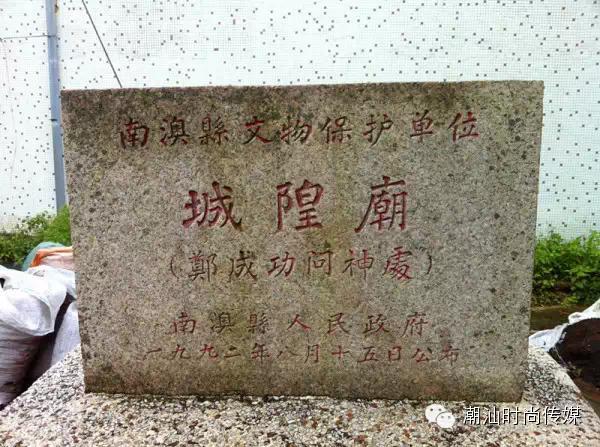 南澳縣文物保护单位
城隍廟
（鄭成功问神處）
南澳縣人民政府
一九九二年八月十五日公布
潮汕时尚传媒